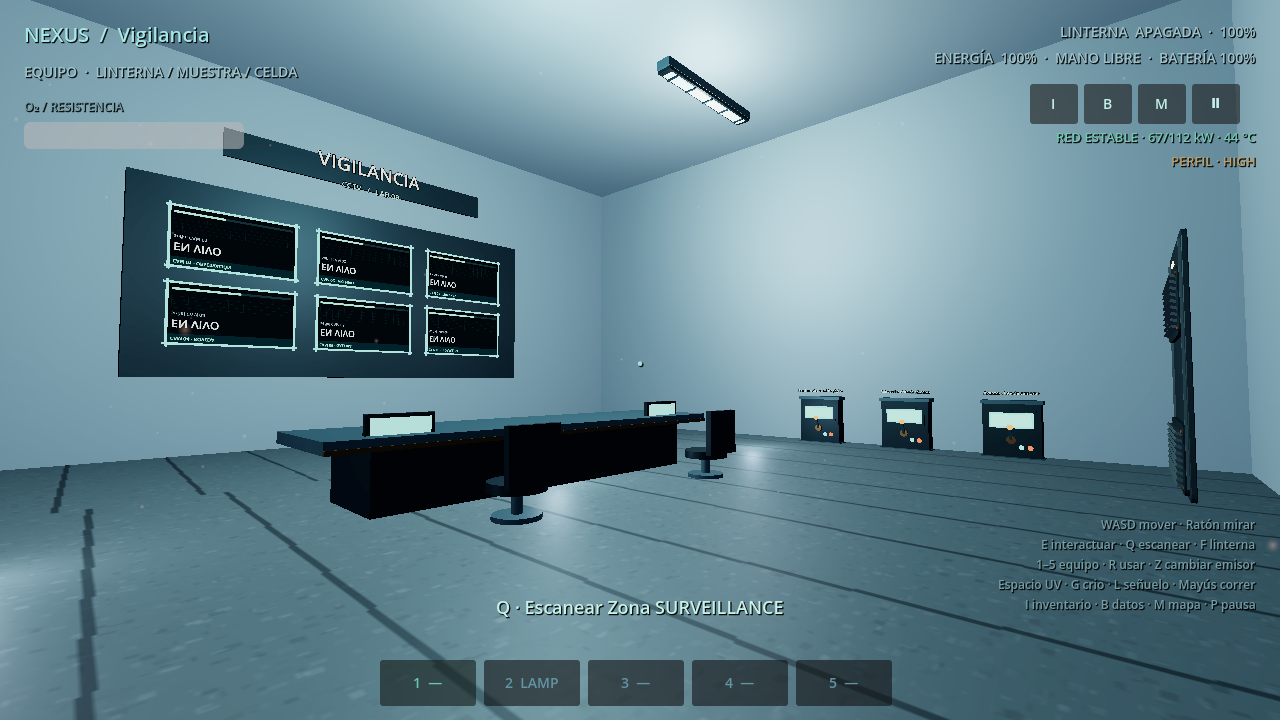 NEXUS / Vigilancia
EQUIPO · LINTERNA / MUESTRA / CELDA
O₂ / RESISTENCIA
LINTERNA APAGADA · 100%
ENERGÍA 100% · MANO LIBRE · BATERÍA 100%
I B M II
RED ESTABLE · 67/112 kW · 44 °C
PERFIL · HIGH
VIGILANCIA
EN VIVO
EN VIVO
EN VIVO
EN VIVO
EN VIVO
EN VIVO
WASD mover · Ratón mirar
E interactuar · Q escanear · F linterna
1–5 equipo · R usar · Z cambiar emisor
Espacio UV · G crio · L señuelo · Mayús correr
I inventario · B datos · M mapa · P pausa
Q · Escanear Zona SURVEILLANCE
1 — 2 LAMP 3 — 4 — 5 —